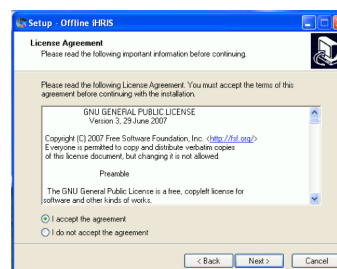 Setup - Offline iHRIS
License Agreement
Please read the following important information before continuing.
Please read the following License Agreement. You must accept the terms of this
agreement before continuing with the installation.
GNU GENERAL PUBLIC LICENSE
Version 3, 29 June 2007
Copyright (C) 2007 Free Software Foundation, Inc. <http://fsf.org/>
Everyone is permitted to copy and distribute verbatim copies
of this license document, but changing it is not allowed.
Preamble
The GNU General Public License is a free, copyleft license for
software and other kinds of works.
I accept the agreement
I do not accept the agreement
< Back Next > Cancel